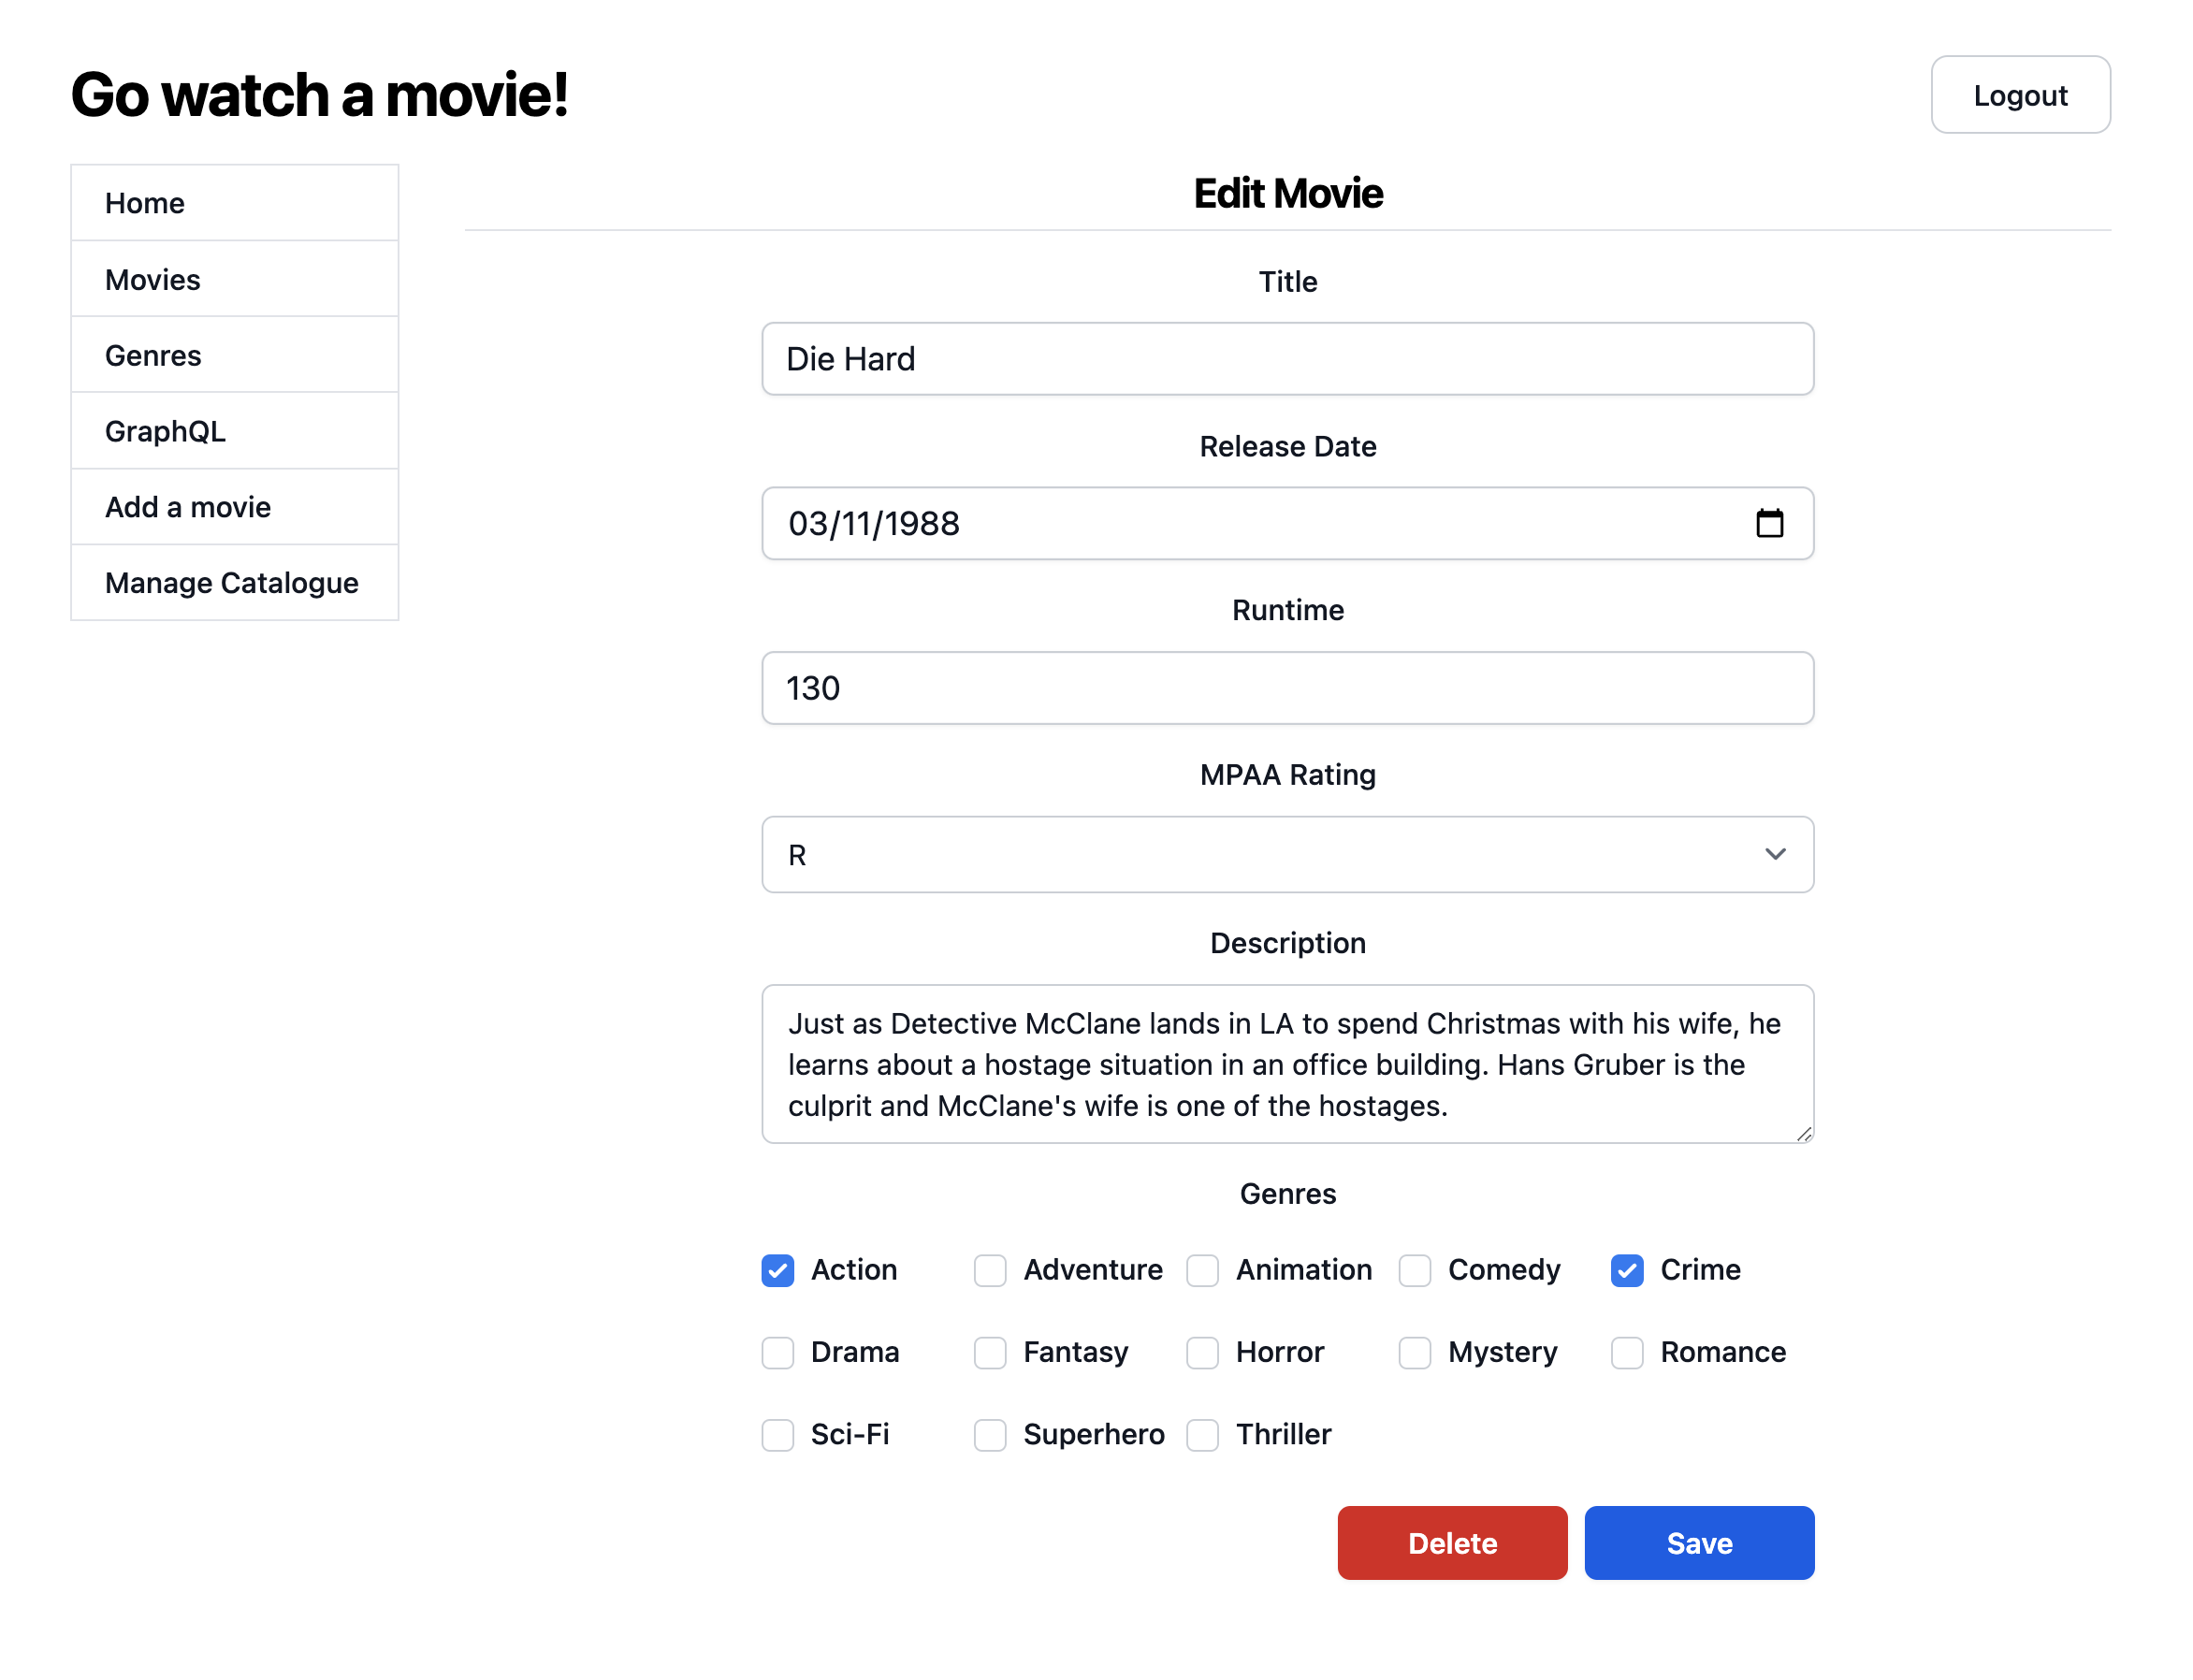 Go watch a movie!
Logout
Home
Movies
Genres
GraphQL
Add a movie
Manage Catalogue
Edit Movie
Title
Die Hard
Release Date
03/11/1988
Runtime
130
MPAA Rating
R
Description
Just as Detective McClane lands in LA to spend Christmas with his wife, he
learns about a hostage situation in an office building. Hans Gruber is the
culprit and McClane's wife is one of the hostages.
Genres
Action Adventure Animation Comedy Crime
Drama Fantasy Horror Mystery Romance
Sci-Fi Superhero Thriller
Delete Save